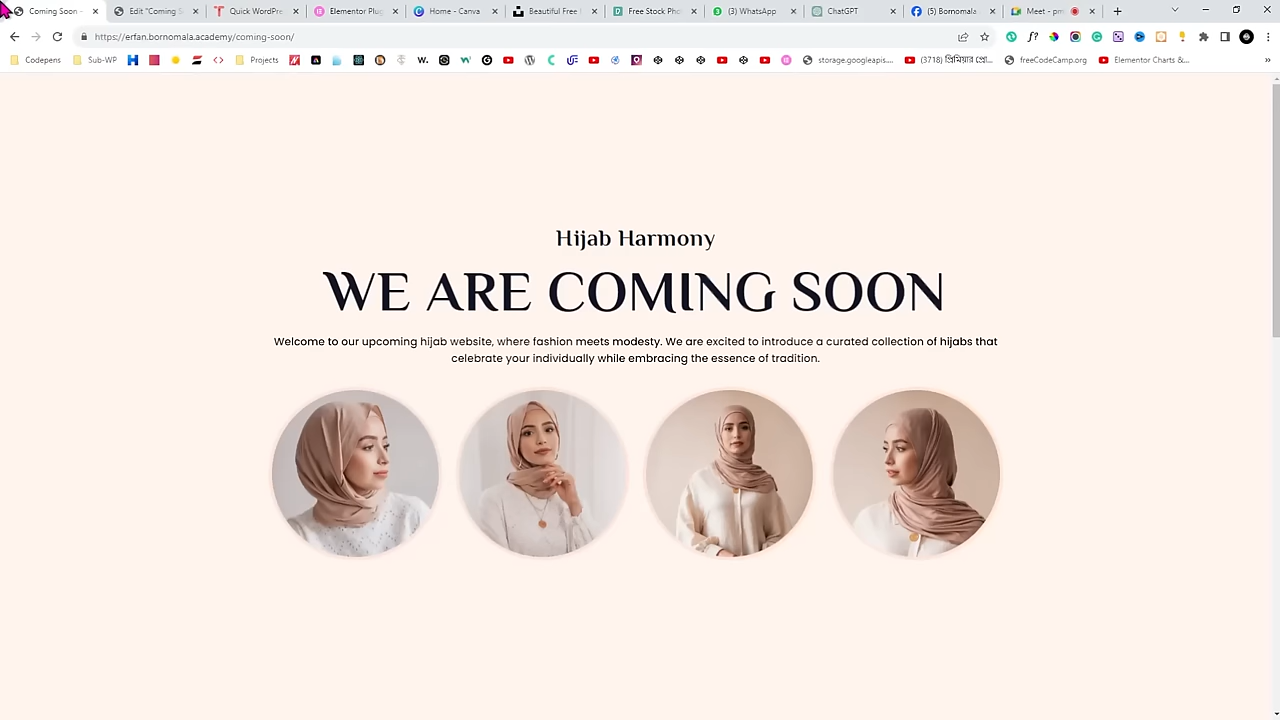 Coming Soon -
Edit "Coming S
Quick WordPre
Elementor Plug
Home - Canva
Beautiful Free
Free Stock Pho
(3) WhatsApp
ChatGPT
(5) Bornomala
Meet - pm
https://erfan.bornomala.academy/coming-soon/
Codepens
Sub-WP
Projects
storage.googleapis....
(3718) প্রিমিয়ার প্রো...
freeCodeCamp.org
Elementor Charts &...
Hijab Harmony
WE ARE COMING SOON
Welcome to our upcoming hijab website, where fashion meets modesty. We are excited to introduce a curated collection of hijabs that
celebrate your individually while embracing the essence of tradition.